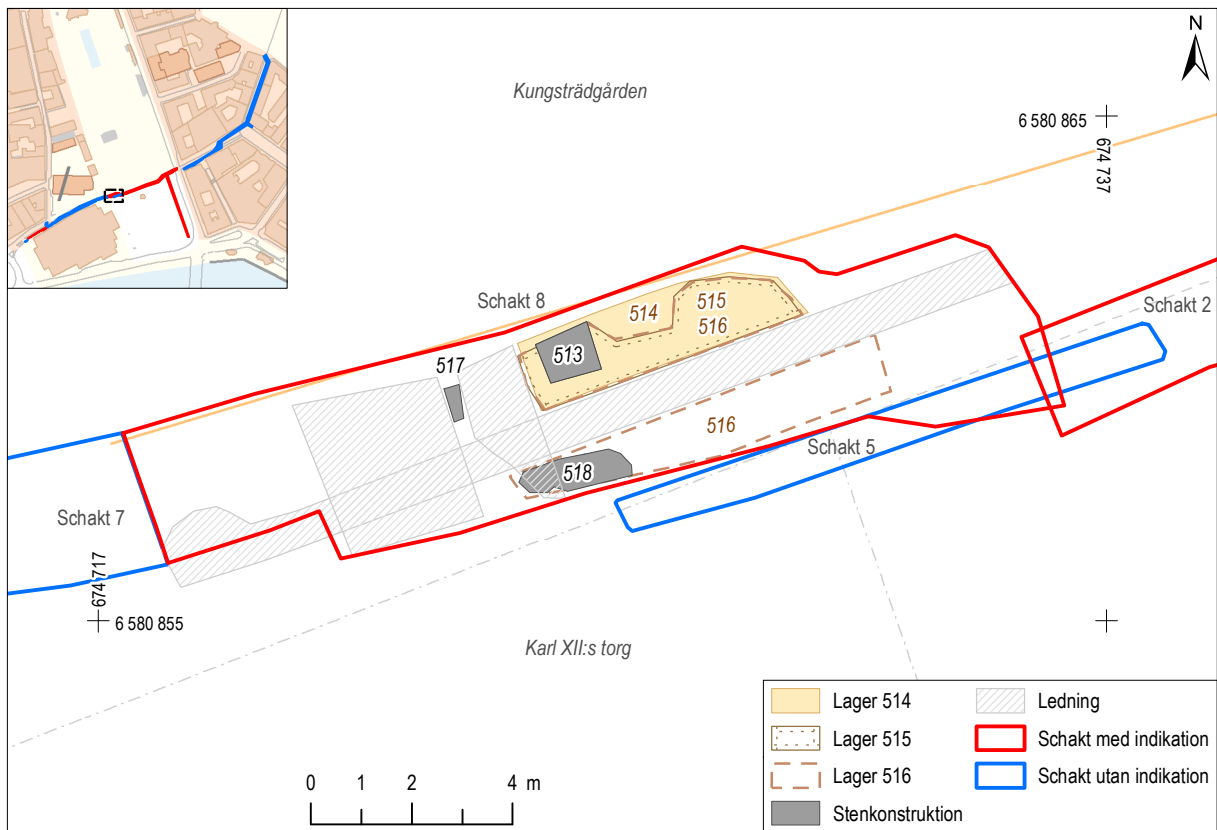 N
Kungsträdgården
6 580 865
674 737
Schakt 8
Schakt 2
514
515
516
513
517
516
Schakt 5
518
Schakt 7
674 717
6 580 855
Karl XII:s torg
0 1 2 4 m
Lager 514
Lager 515
Lager 516
Stenkonstruktion
Ledning
Schakt med indikation
Schakt utan indikation